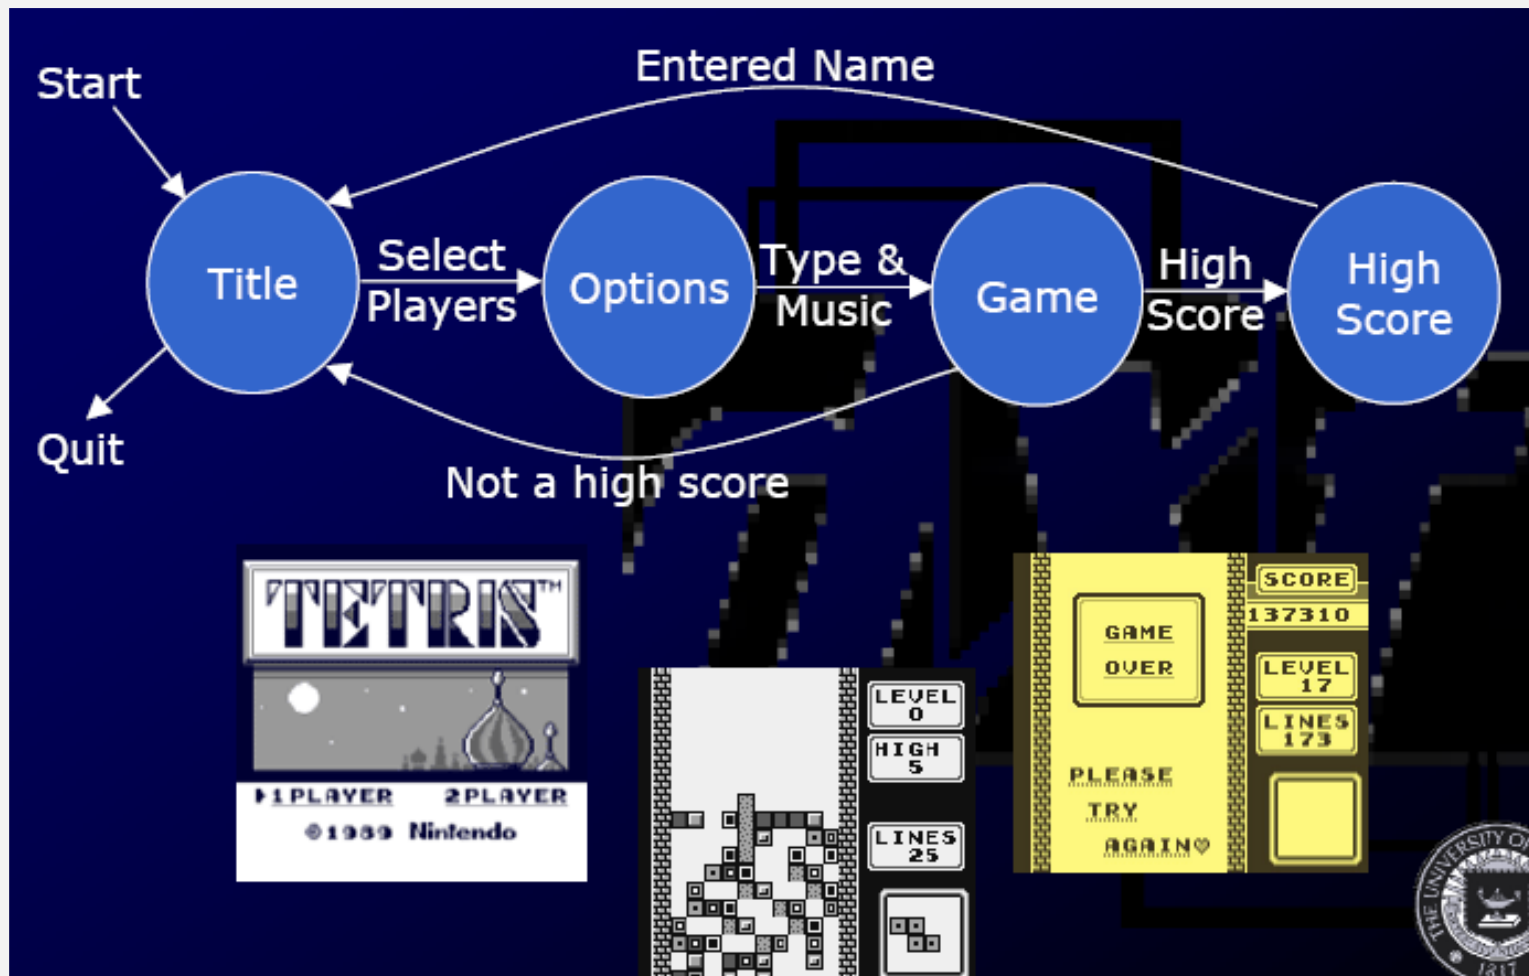 Start
Entered Name
Title
Select
Players
Options
Type &
Music
Game
High
Score
High
Score
Quit
Not a high score
TETRIS™
1PLAYER 2PLAYER
©1989 Nintendo
LEVEL
0
HIGH
5
LINES
25
GAME
OVER
PLEASE
TRY
AGAIN♥
SCORE
137310
LEVEL
17
LINES
173
THE UNIVERSITY OF
1817